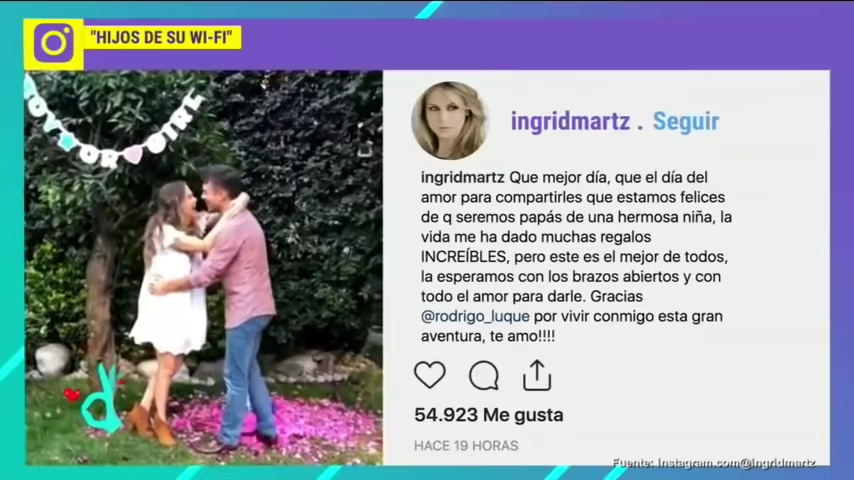 "HIJOS DE SU WI-FI"
BOY OR GIRL
ingridmartz . Seguir
ingridmartz Que mejor día, que el día del
amor para compartirles que estamos felices
de q seremos papás de una hermosa niña, la
vida me ha dado muchas regalos
INCREÍBLES, pero este es el mejor de todos,
la esperamos con los brazos abiertos y con
todo el amor para darle. Gracias
@rodrigo_luque por vivir conmigo esta gran
aventura, te amo!!!!
54.923 Me gusta
HACE 19 HORAS
Fuente: Instagram.com@ingridmartz